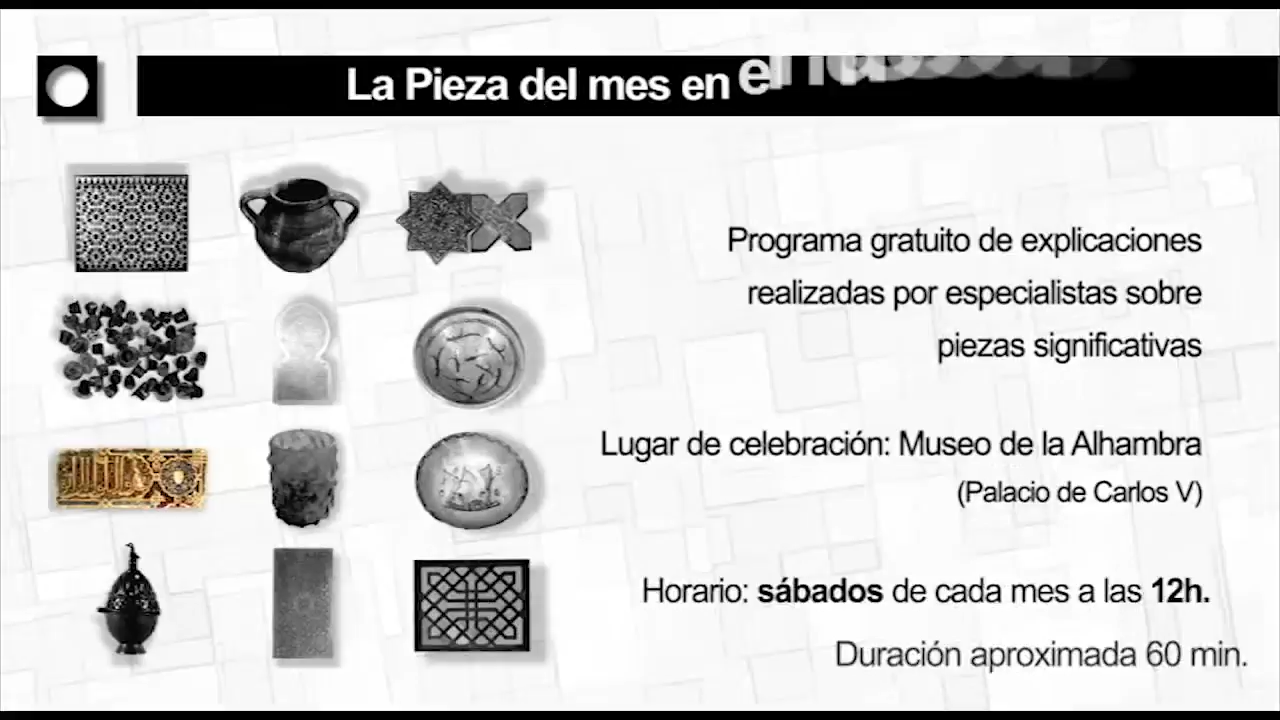 La Pieza del mes en el
Programa gratuito de explicaciones
realizadas por especialistas sobre
piezas significativas
Lugar de celebración: Museo de la Alhambra
(Palacio de Carlos V)
Horario: sábados de cada mes a las 12h.
Duración aproximada 60 min.